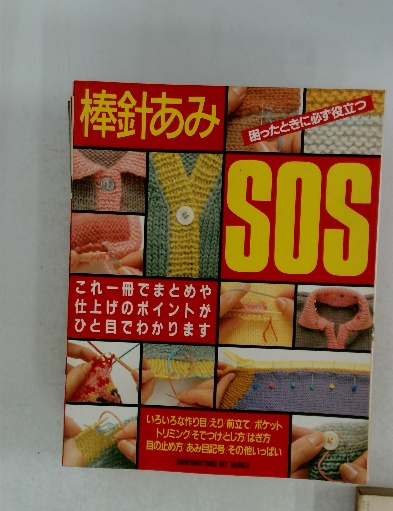 棒針あみ
困ったときに必ず役立つ
SOS
これ一冊でまとめや
仕上げのポイントが
ひと目でわかります
いろいろな作り目/えり/前立て/ポケット
トリミング/そでつけ/とじ方/はぎ方
目の止め方/あみ目記号/その他いっぱい